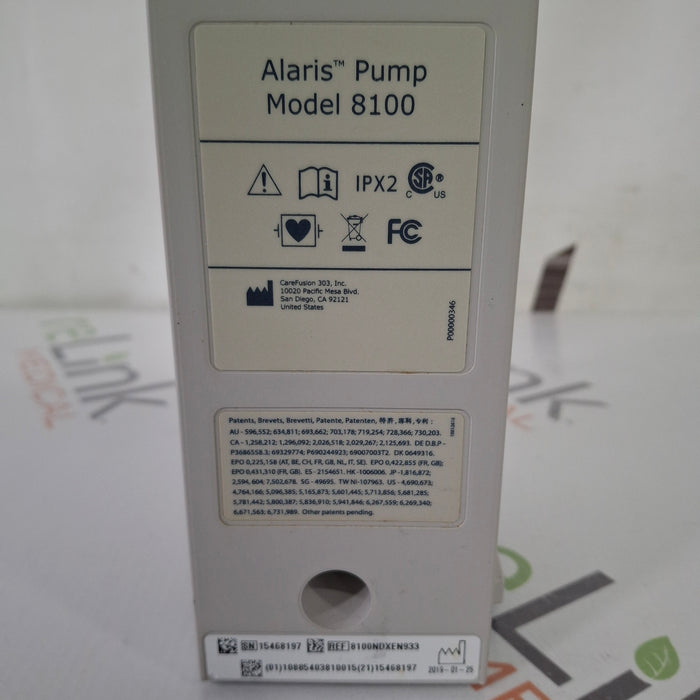 Alaris™ Pump
Model 8100
IPX2
C SA ® US
FC
CareFusion 303, Inc.
10020 Pacific Mesa Blvd.
San Diego, CA 92121
United States
P00000346
Patents, Brevets, Brevetti, Patente, Patenten, 特許, 專利, 专利 :
AU - 596,552; 634,811; 693,662; 703,178; 719,254; 728,366; 730,203.
CA - 1,258,212; 1,296,092; 2,026,518; 2,029,267; 2,125,693. DE D.B.P -
P3686558.3; 69329774; P690244923; 69007003T2. DK 0649316.
EPO 0,225,158 (AT, BE, CH, FR, GB, NL, IT, SE). EPO 0,422,855 (FR, GB);
EPO 0,431,310 (FR, GB). ES - 2154651. HK - 1006006. JP - 1,816,872;
2,594,604; 7,502,678. SG - 49695. TW NI - 107963. US - 4,690,673;
4,764,166; 5,096,385; 5,165,873; 5,601,445; 5,713,856; 5,681,285;
5,781,442; 5,800,387; 5,836,910; 5,941,846; 6,267,559; 6,269,340;
6,671,563; 6,731,989. Other patents pending.
SN 15468197 REF 8100NDXEN933
(01)10885403810015(21)15468197
2019-01-25
Link
MEDICAL